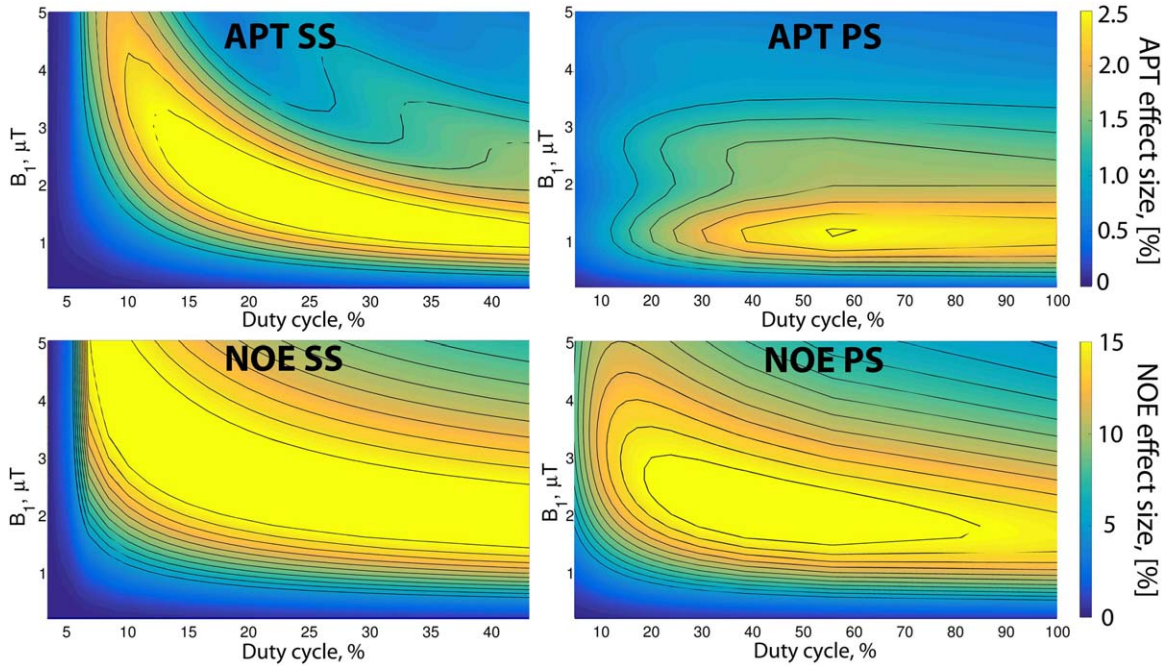 APT SS
5
4
3
2
1
B1, μT
5 10 15 20 25 30 35 40
Duty cycle, %
APT PS
5
4
3
2
1
B1, μT
10 20 30 40 50 60 70 80 90 100
Duty cycle, %
2.5
2.0
1.5
1.0
0.5
0
APT effect size, [%]
NOE SS
5
4
3
2
1
B1, μT
5 10 15 20 25 30 35 40
Duty cycle, %
NOE PS
5
4
3
2
1
B1, μT
10 20 30 40 50 60 70 80 90 100
Duty cycle, %
15
10
5
0
NOE effect size, [%]